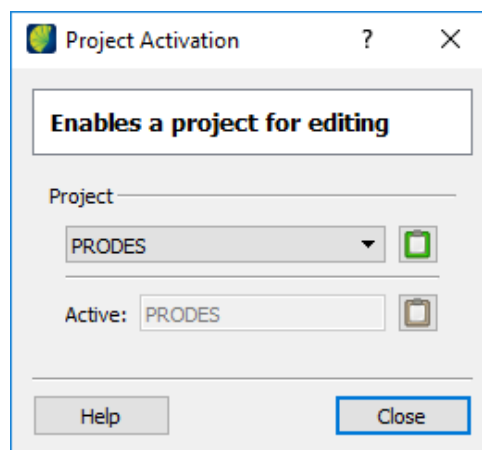 Project Activation ?
Enables a project for editing
Project
PRODES
Active: PRODES
Help Close